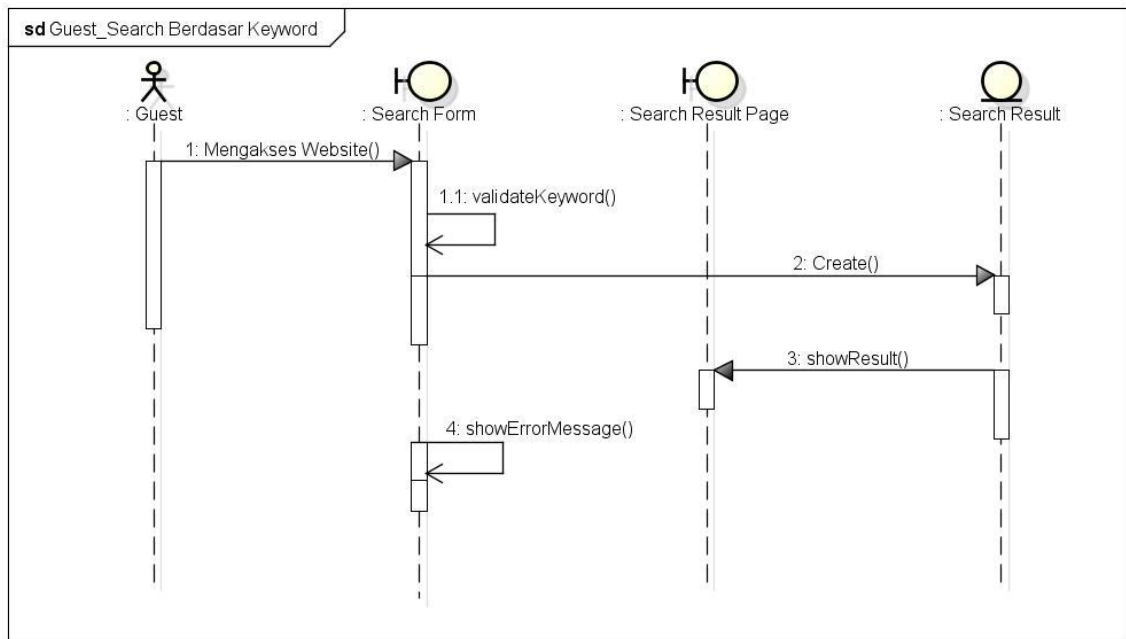 sd Guest_Search Berdasar Keyword
: Guest
: Search Form
: Search Result Page
: Search Result
1: Mengakses Website()
1.1: validateKeyword()
2: Create()
3: showResult()
4: showErrorMessage()